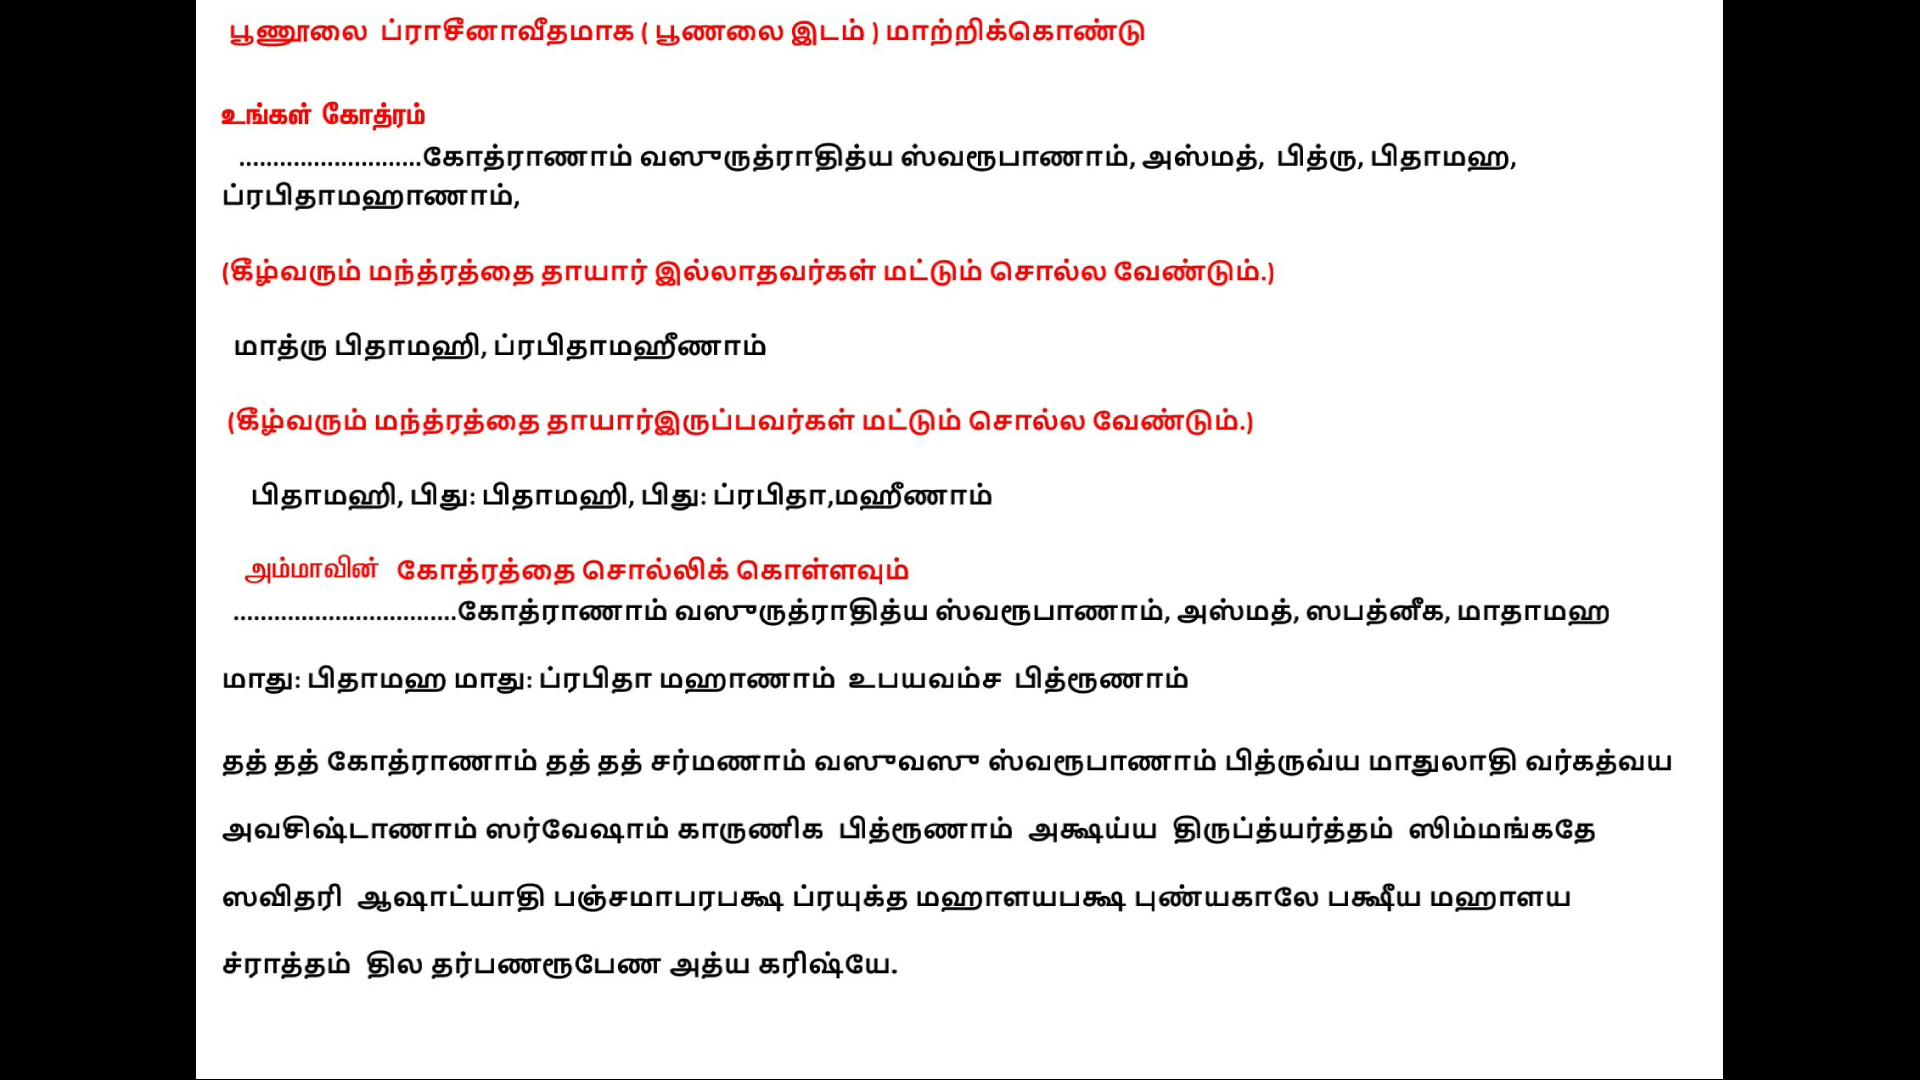 பூணூலை ப்ராசீனாவீதமாக ( பூணலை இடம் ) மாற்றிக்கொண்டு
உங்கள் கோத்ரம்
...........................கோத்ராணாம் வஸுருத்ராதித்ய ஸ்வரூபாணாம், அஸ்மத், பித்ரு, பிதாமஹ,
ப்ரபிதாமஹாணாம்,
(கீழ்வரும் மந்த்ரத்தை தாயார் இல்லாதவர்கள் மட்டும் சொல்ல வேண்டும்.)
மாத்ரு பிதாமஹி, ப்ரபிதாமஹீணாம்
(கீழ்வரும் மந்த்ரத்தை தாயார்இருப்பவர்கள் மட்டும் சொல்ல வேண்டும்.)
பிதாமஹி, பிது: பிதாமஹி, பிது: ப்ரபிதா,மஹீணாம்
அம்மாவின் கோத்ரத்தை சொல்லிக் கொள்ளவும்
.................................கோத்ராணாம் வஸுருத்ராதித்ய ஸ்வரூபாணாம், அஸ்மத், ஸபத்னீக, மாதாமஹ
மாது: பிதாமஹ மாது: ப்ரபிதா மஹாணாம் உபயவம்ச பித்ரூணாம்
தத் தத் கோத்ராணாம் தத் தத் சர்மணாம் வஸுவஸு ஸ்வரூபாணாம் பித்ருவ்ய மாதுலாதி வர்கத்வய
அவசிஷ்டாணாம் ஸர்வேஷாம் காருணிக பித்ரூணாம் அக்ஷய்ய திருப்த்யர்த்தம் ஸிம்மங்கதே
ஸவிதரி ஆஷாட்யாதி பஞ்சமாபரபக்ஷ ப்ரயுக்த மஹாளயபக்ஷ புண்யகாலே பக்ஷீய மஹாளய
ச்ராத்தம் தில தர்பணரூபேண அத்ய கரிஷ்யே.